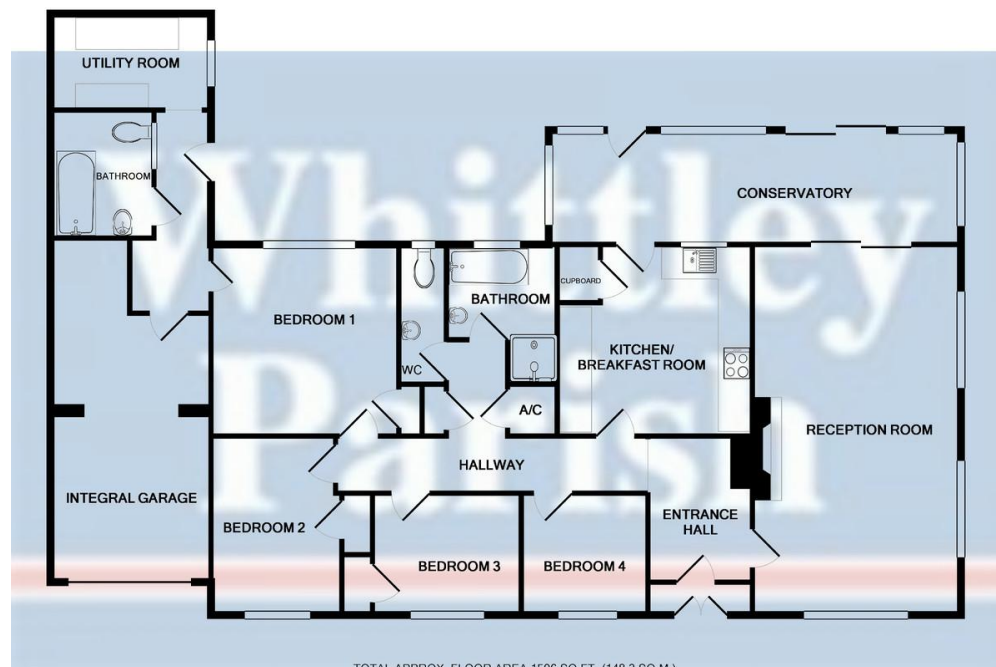 UTILITY ROOM
BATHROOM
CONSERVATORY
CUPBOARD
BATHROOM
BEDROOM 1
WC
KITCHEN/
BREAKFAST ROOM
A/C
RECEPTION ROOM
HALLWAY
INTEGRAL GARAGE
BEDROOM 2
ENTRANCE
HALL
BEDROOM 3
BEDROOM 4
Whittley
Parish